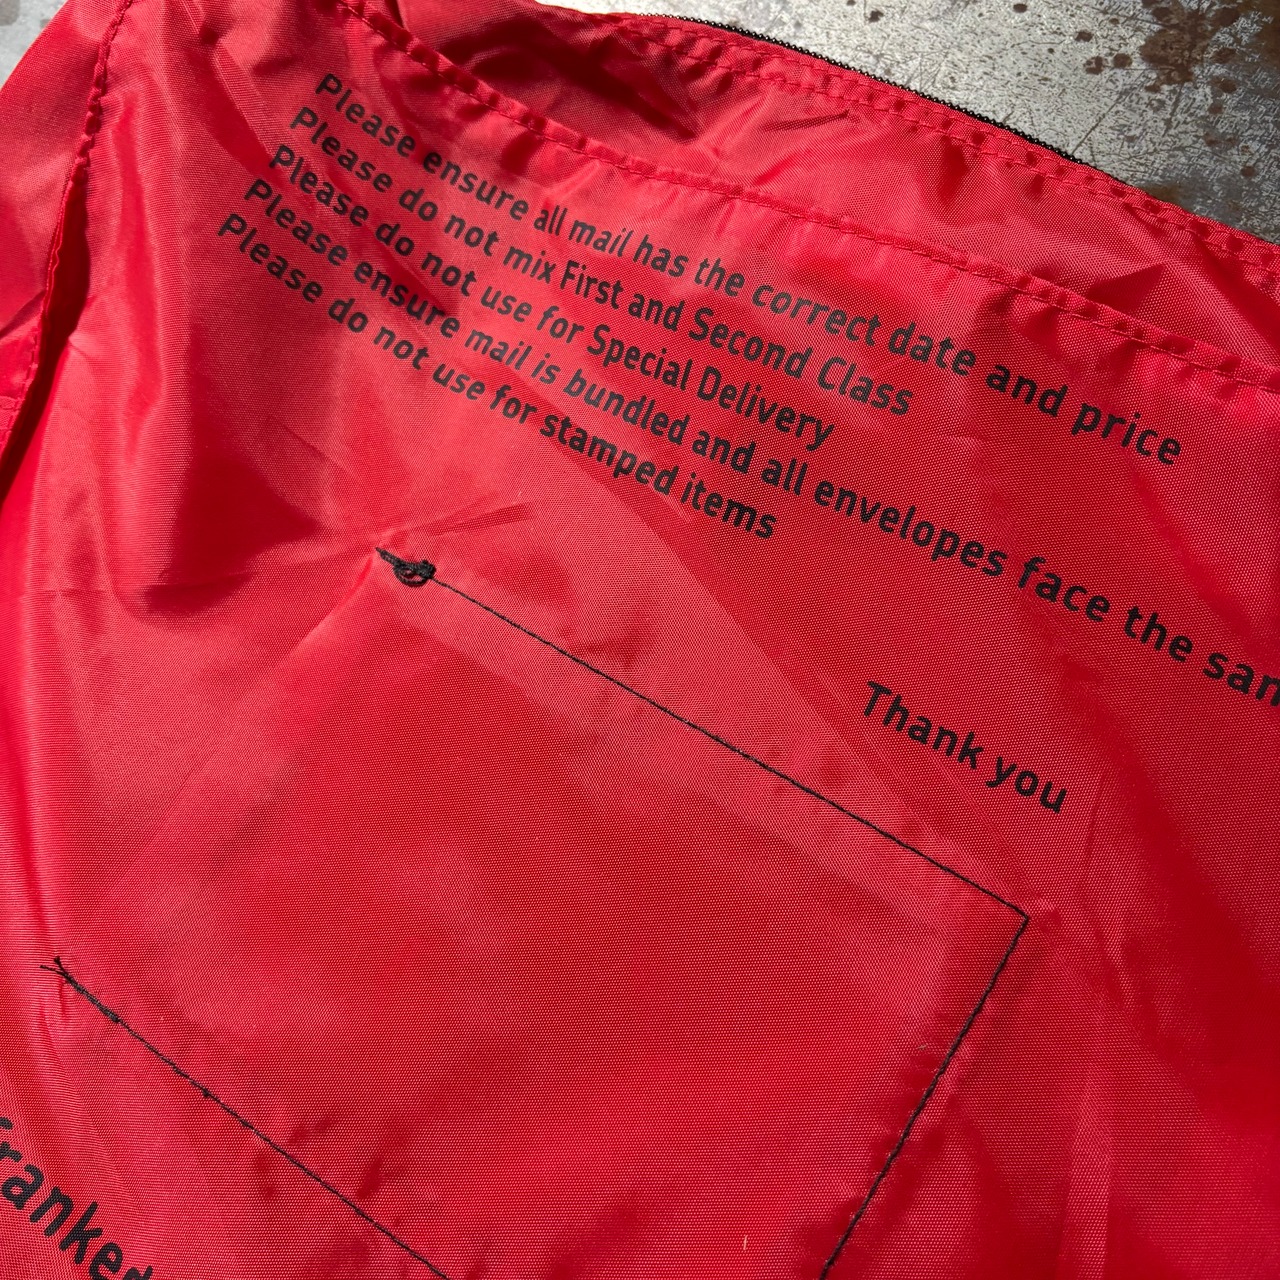 Please ensure all mail has the correct date and price
Please do not mix First and Second Class
Please do not use for Special Delivery
Please ensure mail is bundled and all envelopes face the
Please do not use for stamped items
Thank you
franked